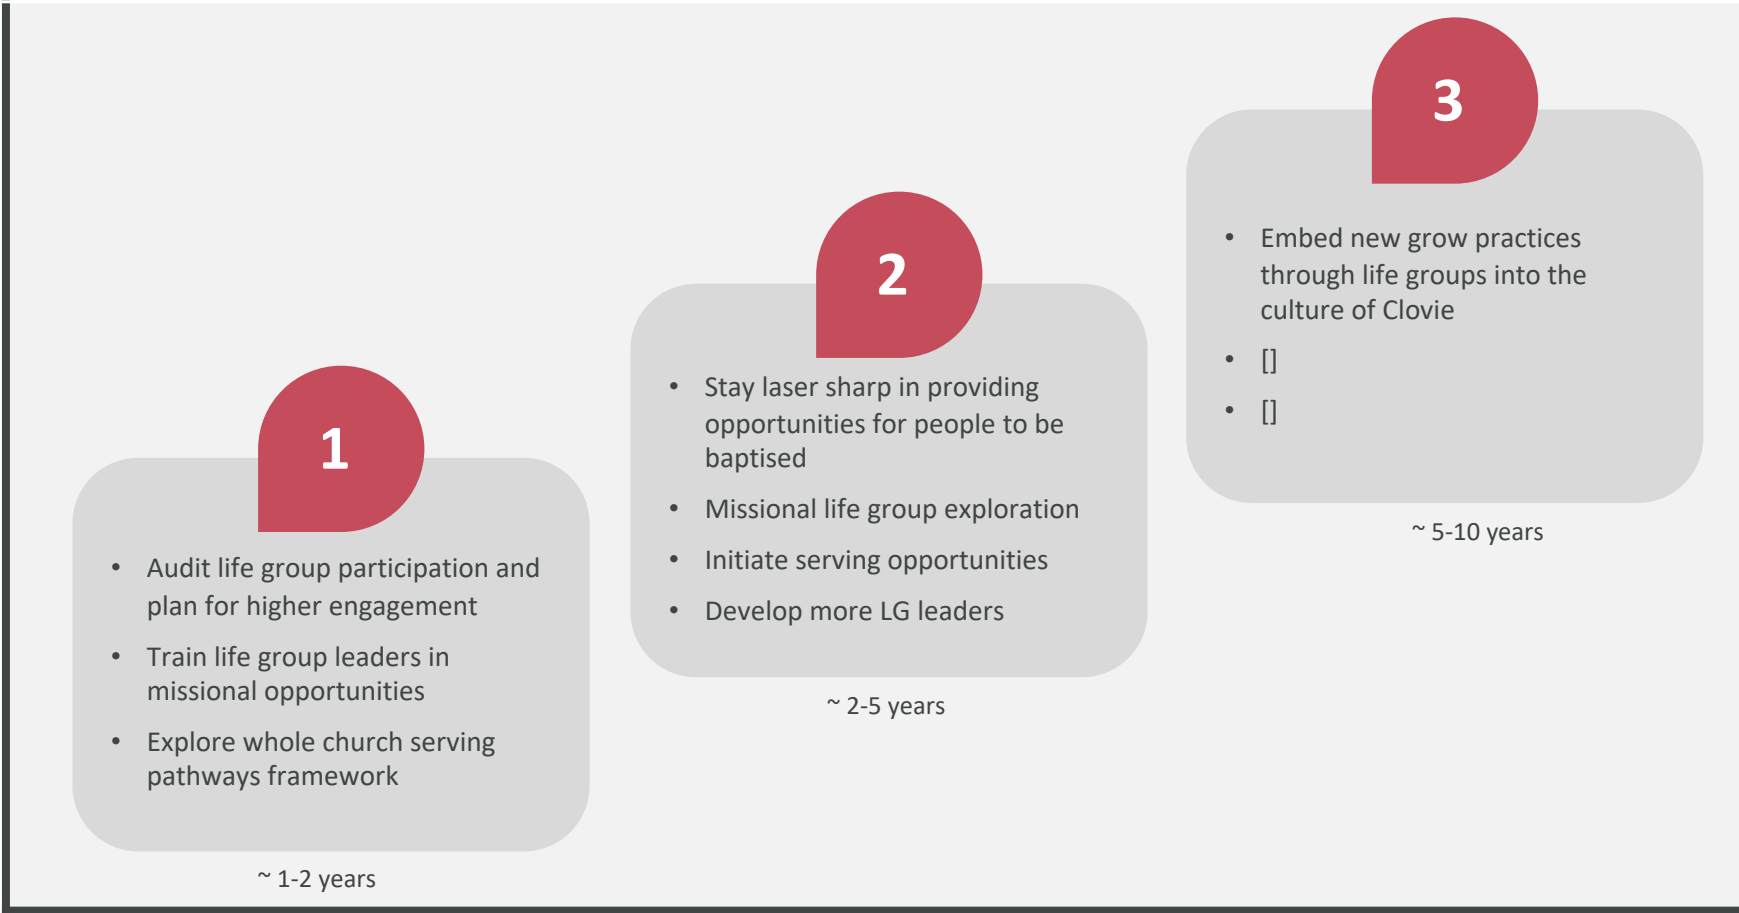 1
• Audit life group participation and
plan for higher engagement
• Train life group leaders in
missional opportunities
• Explore whole church serving
pathways framework
~ 1-2 years
2
• Stay laser sharp in providing
opportunities for people to be
baptised
• Missional life group exploration
• Initiate serving opportunities
• Develop more LG leaders
~ 2-5 years
3
• Embed new grow practices
through life groups into the
culture of Clovie
• []
• []
~ 5-10 years